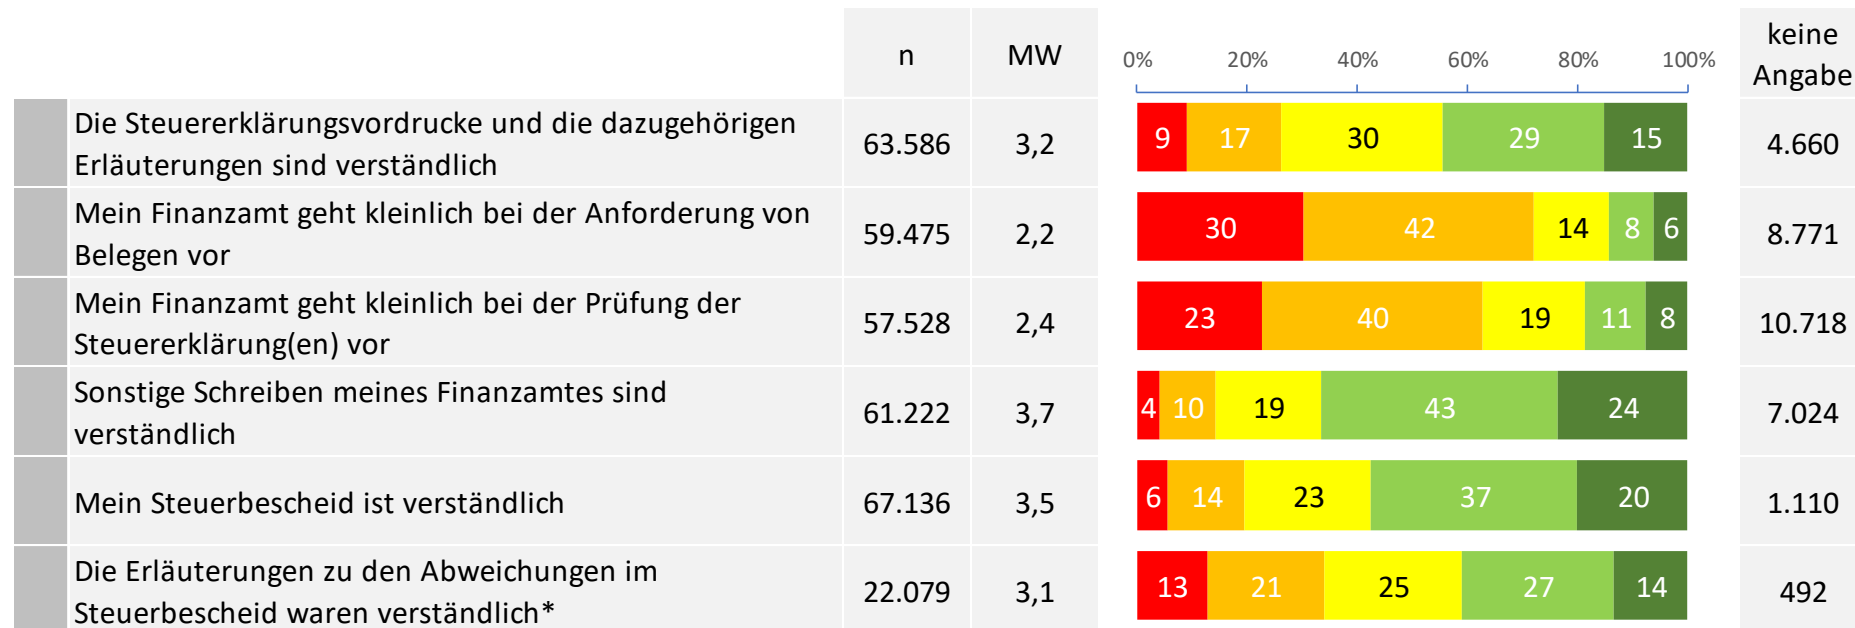 n MW 0% 20% 40% 60% 80% 100% keine
Angabe
Die Steuererklärungsvordrucke und die dazugehörigen
Erläuterungen sind verständlich
63.586 3,2 9 17 30 29 15 4.660
Mein Finanzamt geht kleinlich bei der Anforderung von
Belegen vor
59.475 2,2 30 42 14 8 6 8.771
Mein Finanzamt geht kleinlich bei der Prüfung der
Steuererklärung(en) vor
57.528 2,4 23 40 19 11 8 10.718
Sonstige Schreiben meines Finanzamtes sind
verständlich
61.222 3,7 4 10 19 43 24 7.024
Mein Steuerbescheid ist verständlich 67.136 3,5 6 14 23 37 20 1.110
Die Erläuterungen zu den Abweichungen im
Steuerbescheid waren verständlich*
22.079 3,1 13 21 25 27 14 492